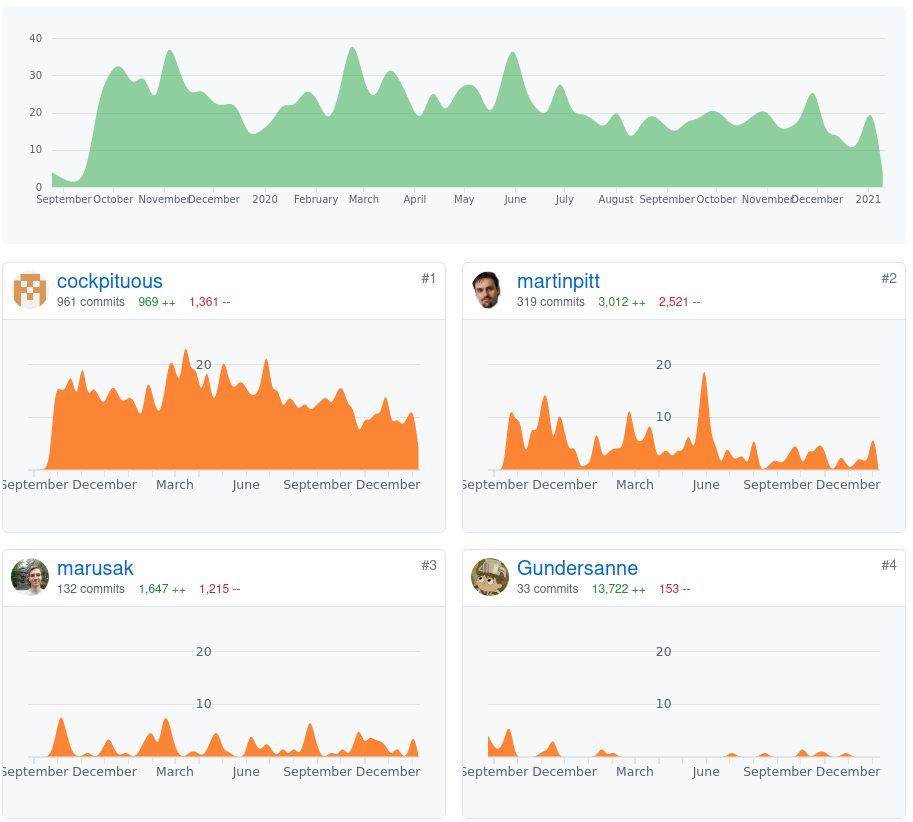 40
30
20
10
0
September October November December 2020 February March April May June July August September October November December 2021
cockpituous #1
961 commits 969 ++ 1,361 --
20
September December March June September December
martinpitt #2
319 commits 3,012 ++ 2,521 --
20
10
September December March June September December
marusak #3
132 commits 1,647 ++ 1,215 --
20
10
September December March June September December
Gundersanne #4
33 commits 13,722 ++ 153 --
20
10
September December March June September December